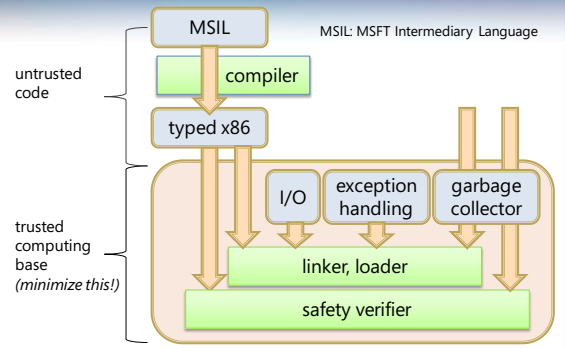 MSIL
MSIL: MSFT Intermediary Language
untrusted
code
compiler
typed x86
I/O
exception
handling
garbage
collector
trusted
computing
base
(minimize this!)
linker, loader
safety verifier